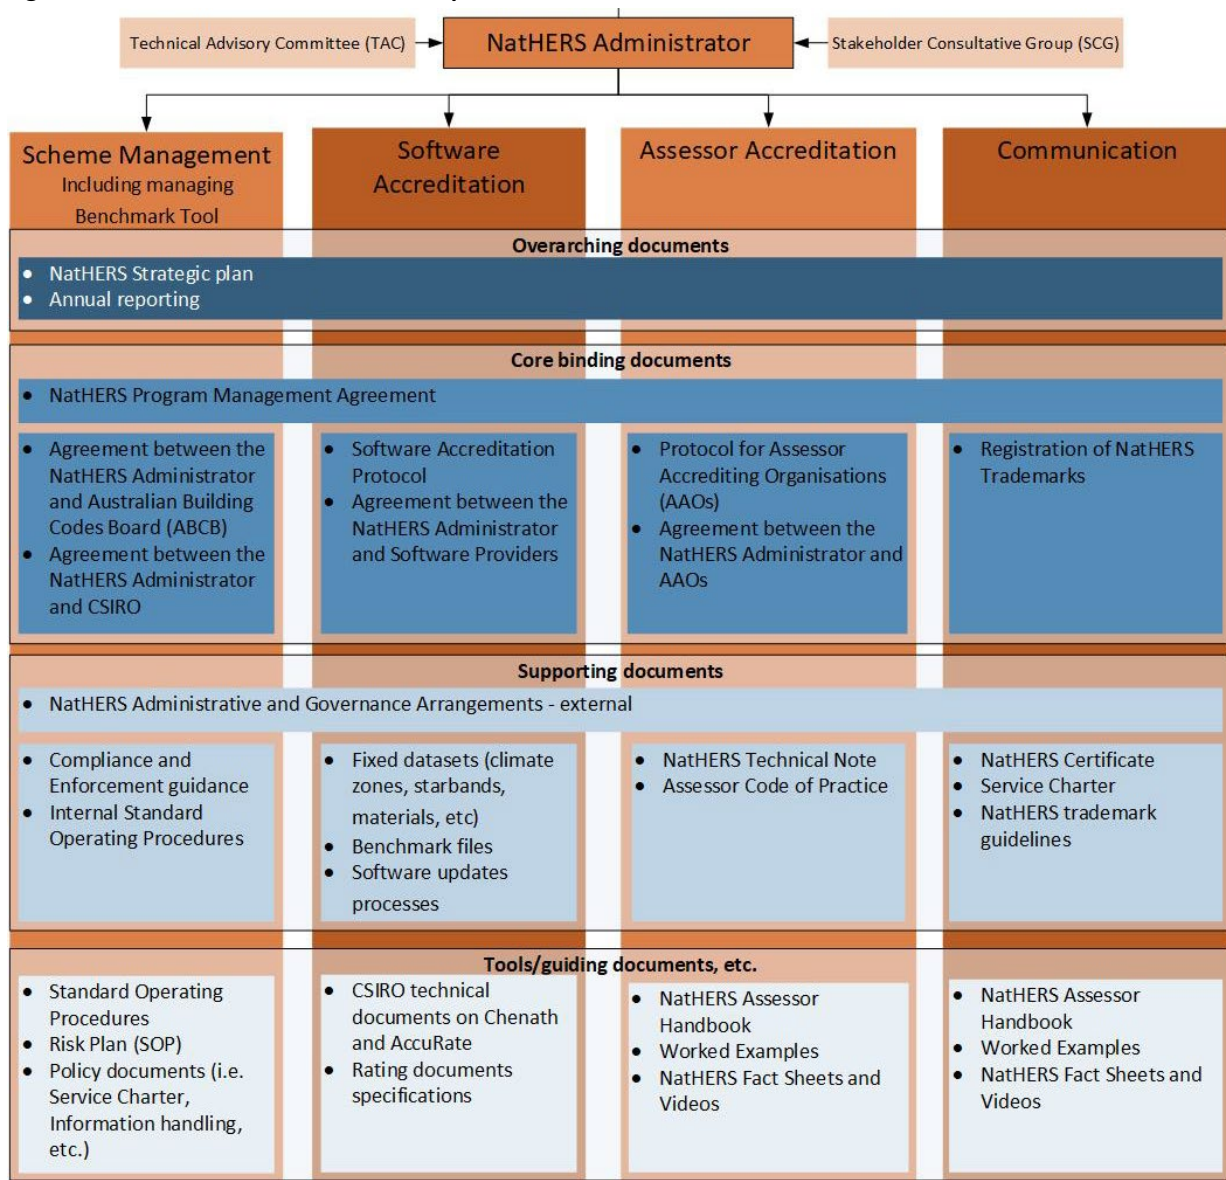 Technical Advisory Committee (TAC)
NatHERS Administrator
Stakeholder Consultative Group (SCG)
Scheme Management
Including managing
Benchmark Tool
Software
Accreditation
Assessor Accreditation
Communication
Overarching documents
• NatHERS Strategic plan
• Annual reporting
Core binding documents
• NatHERS Program Management Agreement
• Agreement between the
NatHERS Administrator
and Australian Building
Codes Board (ABCB)
• Agreement between the
NatHERS Administrator
and CSIRO
• Software Accreditation
Protocol
• Agreement between the
NatHERS Administrator
and Software Providers
• Protocol for Assessor
Accrediting Organisations
(AAOs)
• Agreement between the
NatHERS Administrator and
AAOs
• Registration of NatHERS
Trademarks
Supporting documents
• NatHERS Administrative and Governance Arrangements - external
• Compliance and
Enforcement guidance
• Internal Standard
Operating Procedures
• Fixed datasets (climate
zones, starbands,
materials, etc)
• Benchmark files
• Software updates
processes
• NatHERS Technical Note
• Assessor Code of Practice
• NatHERS Certificate
• Service Charter
• NatHERS trademark
guidelines
Tools/guiding documents, etc.
• Standard Operating
Procedures
• Risk Plan (SOP)
• Policy documents (i.e.
Service Charter,
Information handling,
etc.)
• CSIRO technical
documents on Chenath
and AccuRate
• Rating documents
specifications
• NatHERS Assessor
Handbook
• Worked Examples
• NatHERS Fact Sheets and
Videos
• NatHERS Assessor
Handbook
• Worked Examples
• NatHERS Fact Sheets and
Videos